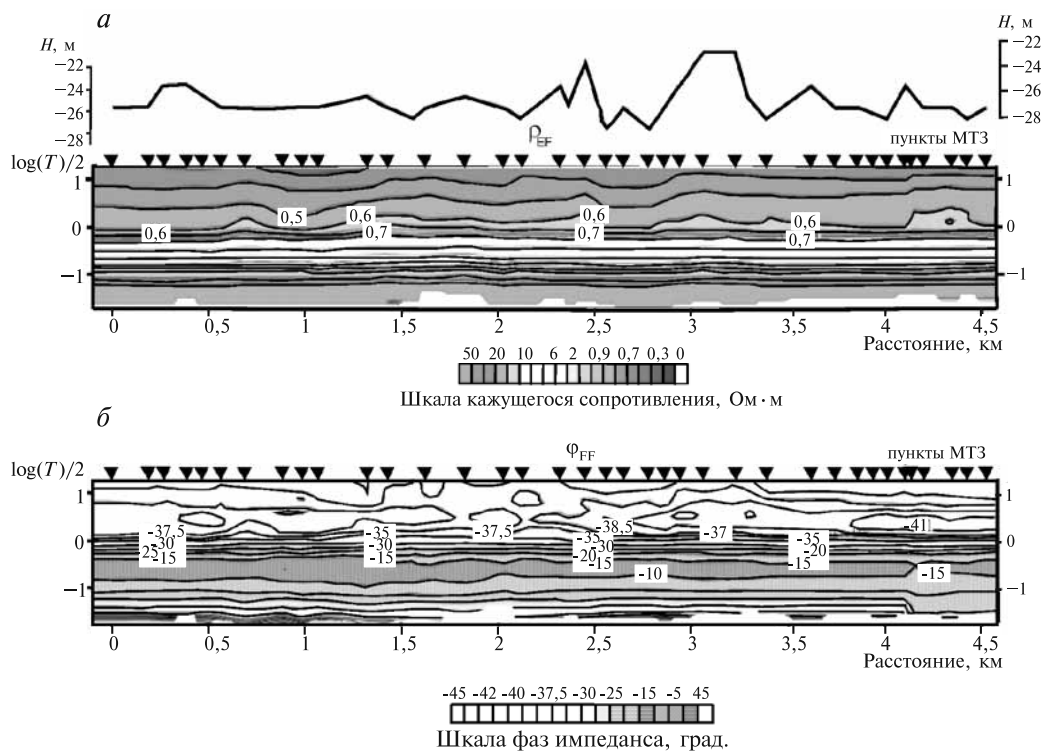 а
H, м
H, м
−22
−24
−26
−28
−22
−24
−26
−28
ρEF
пункты МТЗ
log(T)/2
1
0
−1
1
0
−1
0,6
0,5
0,6
0,7
0,6
0,7
0,6
0,7
0 0,5 1 1,5 2 2,5 3 3,5 4 4,5
Расстояние, км
50 20 10 6 2 0,9 0,7 0,3 0
Шкала кажущегося сопротивления, Ом · м
б
φFF
пункты МТЗ
log(T)/2
1
0
−1
1
0
−1
-37,5
-30
25
-15
-35
-30
-15
-37,5
-38,5
-35
-30
-20
-15
-10
-37
-35
-20
-15
-41
-15
0 0,5 1 1,5 2 2,5 3 3,5 4 4,5
Расстояние, км
-45 -42 -40 -37,5 -30 -25 -15 -5 45
Шкала фаз импеданса, град.